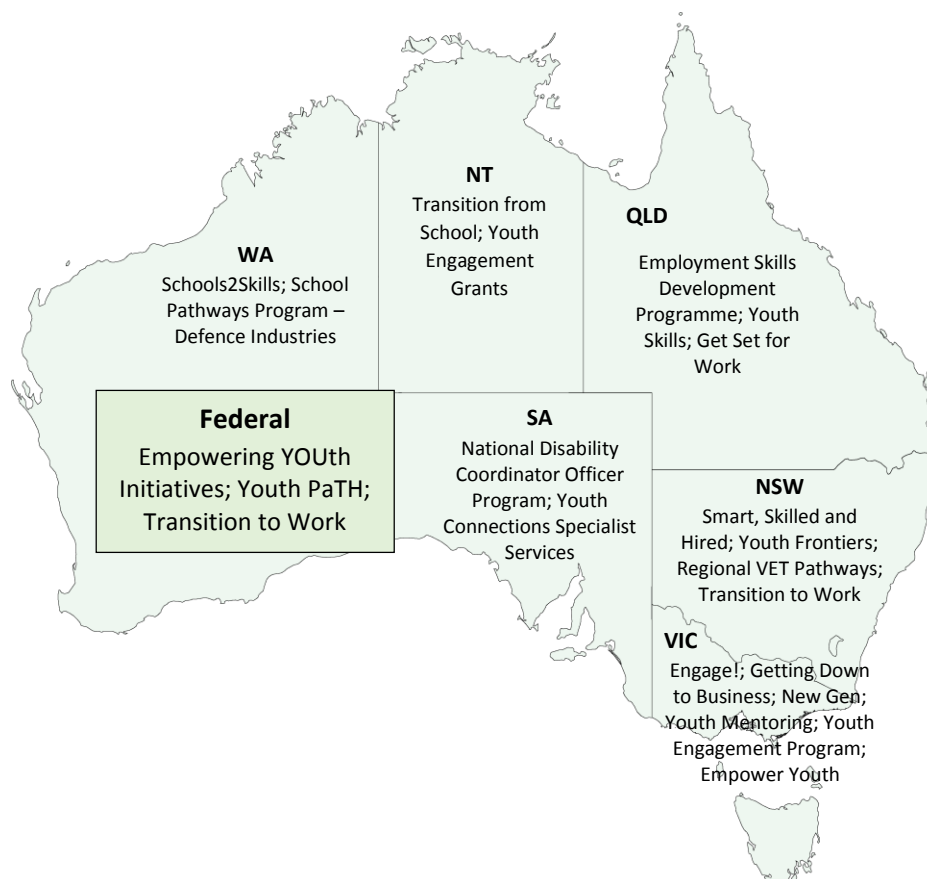 NT
Transition from
School; Youth
Engagement
Grants
QLD
Employment Skills
Development
Programme; Youth
Skills; Get Set for
Work
WA
Schools2Skills; School
Pathways Program –
Defence Industries
Federal
Empowering YOUth
Initiatives; Youth PaTH;
Transition to Work
SA
National Disability
Coordinator Officer
Program; Youth
Connections Specialist
Services
NSW
Smart, Skilled and
Hired; Youth Frontiers;
Regional VET Pathways;
Transition to Work
VIC
Engage!; Getting Down
to Business; New Gen;
Youth Mentoring; Youth
Engagement Program;
Empower Youth